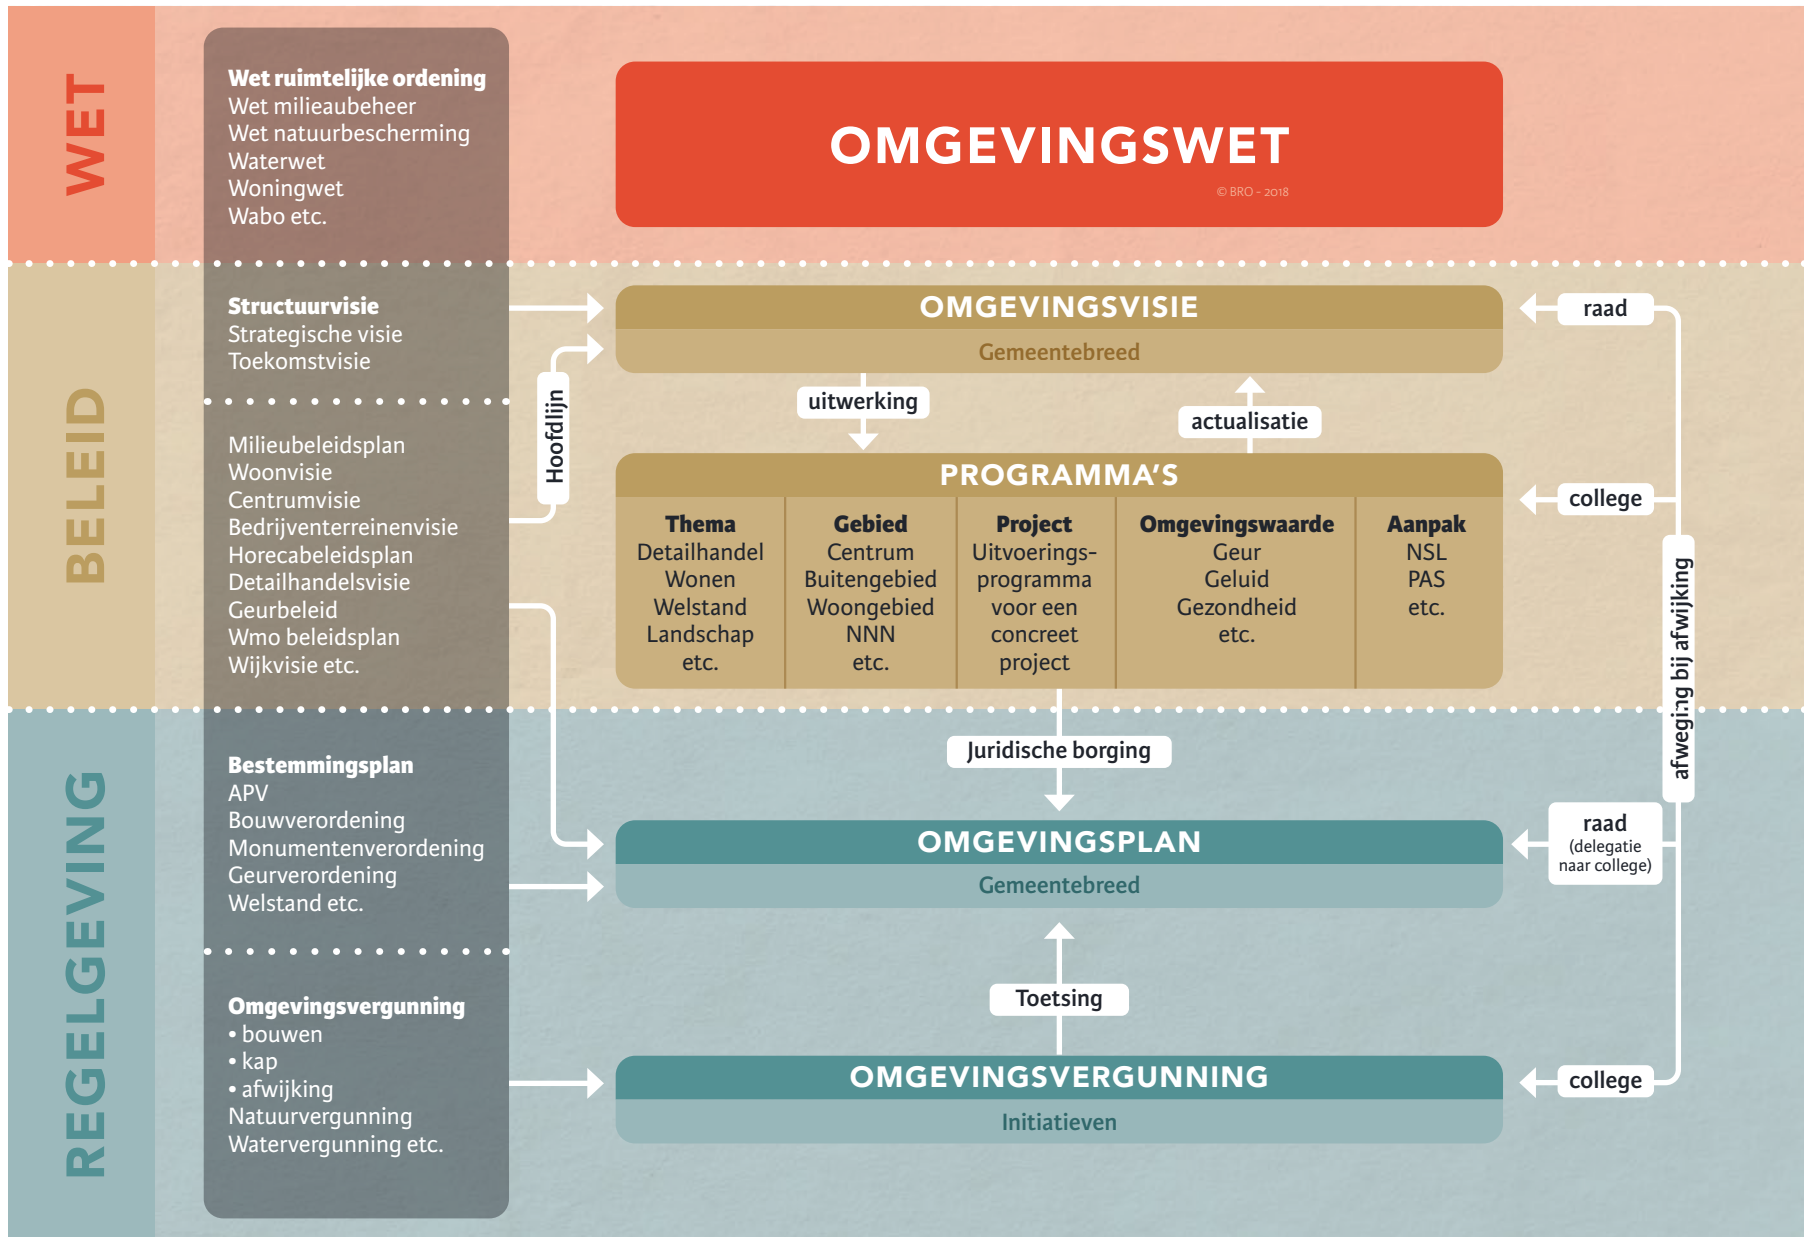 WET
Wet ruimtelijke ordening
Wet milieaubeheer
Wet natuurbescherming
Waterwet
Woningwet
Wabo etc.
OMGEVINGSWET
© BRO - 2018
BELEID
Structuurvisie
Strategische visie
Toekomstvisie
Milieubeleidsplan
Woonvisie
Centrumvisie
Bedrijventerreinenvisie
Horecabeleidsplan
Detailhandelsvisie
Geurbeleid
Wmo beleidsplan
Wijkvisie etc.
Hoofdlijn
OMGEVINGSVISIE
Gemeentebreed
uitwerking
actualisatie
PROGRAMMA'S
Thema
Detailhandel
Wonen
Welstand
Landschap
etc.
Gebied
Centrum
Buitengebied
Woongebied
NNN
etc.
Project
Uitvoerings-
programma
voor een
concreet
project
Omgevingswaarde
Geur
Geluid
Gezondheid
etc.
Aanpak
NSL
PAS
etc.
raad
college
afweging bij afwijking
REGELGEVING
Bestemmingsplan
APV
Bouwverordening
Monumentenverordening
Geurverordening
Welstand etc.
Omgevingsvergunning
• bouwen
• kap
• afwijking
Natuurvergunning
Watervergunning etc.
Juridische borging
OMGEVINGSPLAN
Gemeentebreed
raad
(delegatie
naar college)
Toetsing
OMGEVINGSVERGUNNING
Initiatieven
college